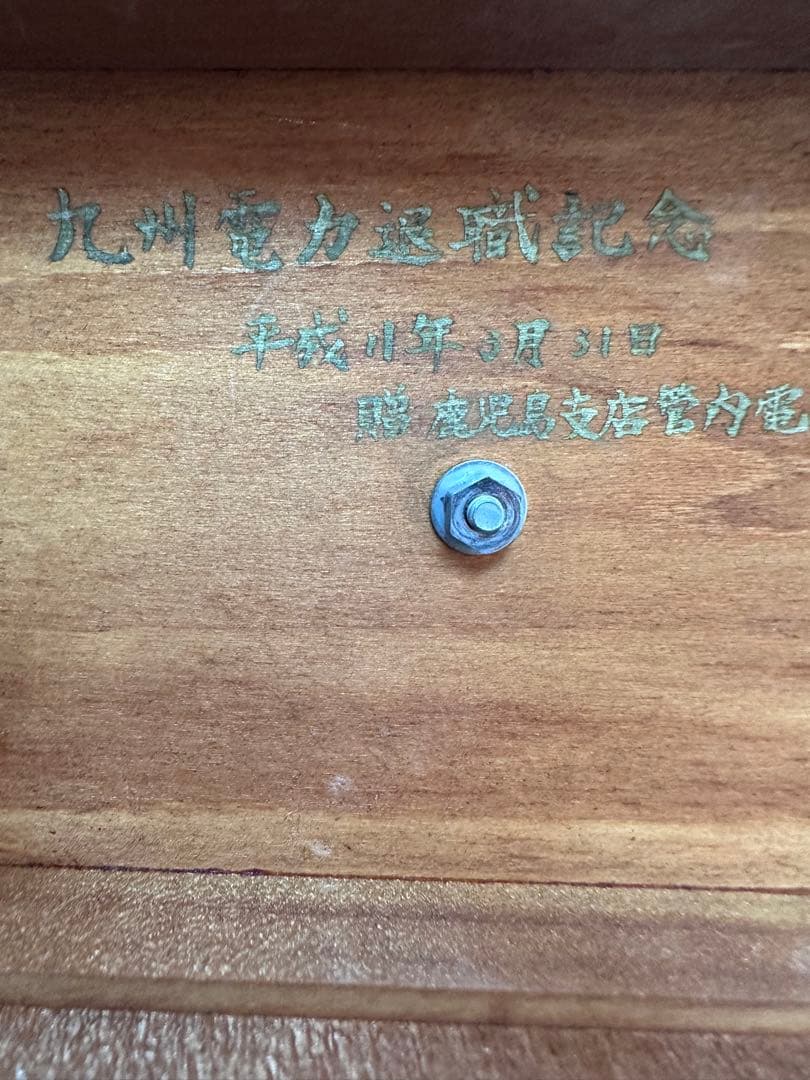 九州電力退職記念
平成11年3月31日
贈 鹿児島支店管内電